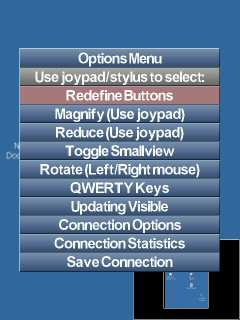 Options Menu
Use joypad/stylus to select:
Redefine Buttons
Magnify (Use joypad)
Reduce (Use joypad)
Toggle Smallview
Rotate (Left/Right mouse)
QWERTY Keys
Updating Visible
Connection Options
Connection Statistics
Save Connection